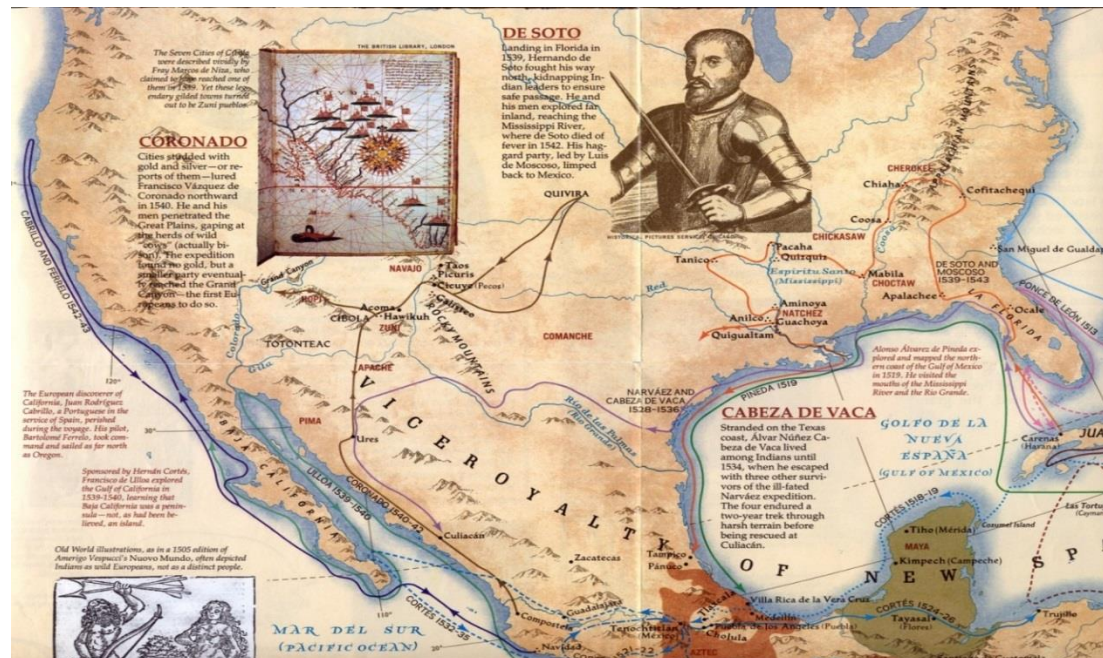 THE BRITISH LIBRARY, LONDON
The Seven Cities of Cíbola
were described vividly by
Fray Marcos de Niza, who
claimed to have reached one of
them in 1539. Yet these leg-
endary gilded towns turned
out to be Zuni pueblos.
CORONADO
Cities studded with
gold and silver—or re-
ports of them—lured
Francisco Vázquez de
Coronado northward
in 1540. He and his
men penetrated the
Great Plains, gaping at
the herds of wild
"cows" (actually bi-
son). The expedition
found no gold, but a
smaller party eventual-
ly reached the Grand
Canyon—the first Eu-
ropeans to do so.
DE SOTO
Landing in Florida in
1539, Hernando de
Soto fought his way
north, kidnapping In-
dian leaders to ensure
safe passage. He and
his men explored far
inland, reaching the
Mississippi River,
where de Soto died of
fever in 1542. His hag-
gard party, led by Luis
de Moscoso, limped
back to Mexico.
HISTORICAL PICTURES SERVICE, CHICAGO
QUIVIRA
CABRILLO AND FERRELO 1542-43
Grand Canyon
NAVAJO
Taos
Picuris
Cicuye (Pecos)
Galisteo
HOPI
Acoma
CIBOLA
Hawikuh
ZUNI
TOTONTEAC
Colorado
Gila
ROCKY MOUNTAINS
APACHE
PIMA
COMANCHE
Ures
CHEROKEE
Chiaha
Cofitachequi
Coosa
Coosa
CHICKASAW
Pacaha
Quizquiz
Tanico
Espíritu Santo
(Mississippi)
Mabila
CHOCTAW
DE SOTO AND
MOSCOSO
1539-1543
San Miguel de Gualdap
Red
Aminoya
NATCHEZ
Anilco
Guachoya
Quigualtam
Apalachee
LA FLORIDA
Ocale
PONCE DE LEÓN 1513
Alonso Álvarez de Pineda ex-
plored and mapped the north-
ern coast of the Gulf of Mexico
in 1519. He visited the
mouths of the Mississippi
River and the Rio Grande.
PINEDA 1519
NARVÁEZ AND
CABEZA DE VACA
1528-1536
Río de las Palmas
(Rio Grande)
CABEZA DE VACA
Stranded on the Texas
coast, Álvar Núñez Ca-
beza de Vaca lived
among Indians until
1534, when he escaped
with three other survi-
vors of the ill-fated
Narváez expedition.
The four endured a
two-year trek through
harsh terrain before
being rescued at
Culiacán.
GOLFO DE LA
NUEVA
ESPAÑA
(GULF OF MEXICO)
Carenas
(Havana)
JUA
120°
The European discoverer of
California, Juan Rodríguez
Cabrillo, a Portuguese in the
service of Spain, perished
during the voyage. His pilot,
Bartolomé Ferrelo, took com-
mand and sailed as far north
as Oregon.
30°
Sponsored by Hernán Cortés,
Francisco de Ulloa explored
the Gulf of California in
1539-1540, learning that
Baja California was a penin-
sula—not, as had been be-
lieved, an island.
BAJA CALIFORNIA
ULLOA 1539-1540
CORONADO 1540-42
VICEROYALTY OF NEW SP
Culiacán
Zacatecas
Tampico
Pánuco
CORTÉS 1518-19
Cozumel Island
Tiho (Mérida)
MAYA
Kimpech (Campeche)
Las Tortu
(Cayman
CORTÉS 1524-26
Tayasal
(Flores)
Trujillo
Villa Rica de la Vera Cruz
Medellín
Puebla de los Angeles (Puebla)
Tlaxcala
Cholula
Tenochtitlan
(México)
AZTEC
Guadalajara
Compostela
Navidad
Old World illustrations, as in a 1505 edition of
Amerigo Vespucci's Nuovo Mundo, often depicted
Indians as wild Europeans, not as a distinct people.
110°
CORTÉS 1532-35
MAR DEL SUR
(PACIFIC OCEAN)
20°